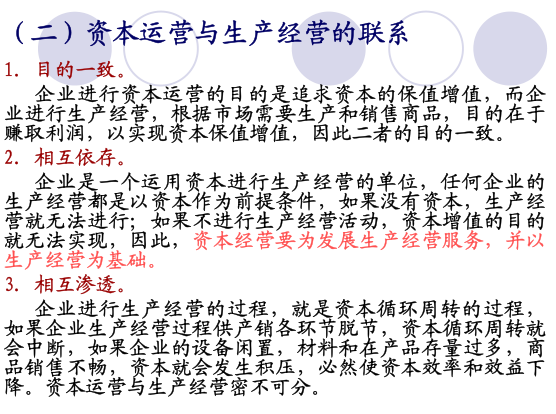 （二）资本运营与生产经营的联系
1. 目的一致。
企业进行资本运营的目的是追求资本的保值增值，而企
业进行生产经营，根据市场需要生产和销售商品，目的在于
赚取利润，以实现资本保值增值，因此二者的目的一致。
2. 相互依存。
企业是一个运用资本进行生产经营的单位，任何企业的
生产经营都是以资本作为前提条件，如果没有资本，生产经
营就无法进行；如果不进行生产经营活动，资本增值的目的
就无法实现，因此，资本经营要为发展生产经营服务，并以
生产经营为基础。
3. 相互渗透。
企业进行生产经营的过程，就是资本循环周转的过程，
如果企业生产经营过程供产销各环节脱节，资本循环周转就
会中断，如果企业的设备闲置，材料和在产品存量过多，商
品销售不畅，资本就会发生积压，必然使资本效率和效益下
降。资本运营与生产经营密不可分。